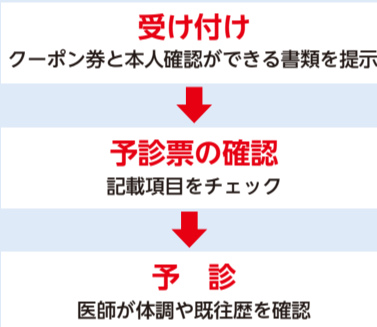 受け付け
クーポン券と本人確認ができる書類を提示
予診票の確認
記載項目をチェック
予　診
医師が体調や既往歴を確認